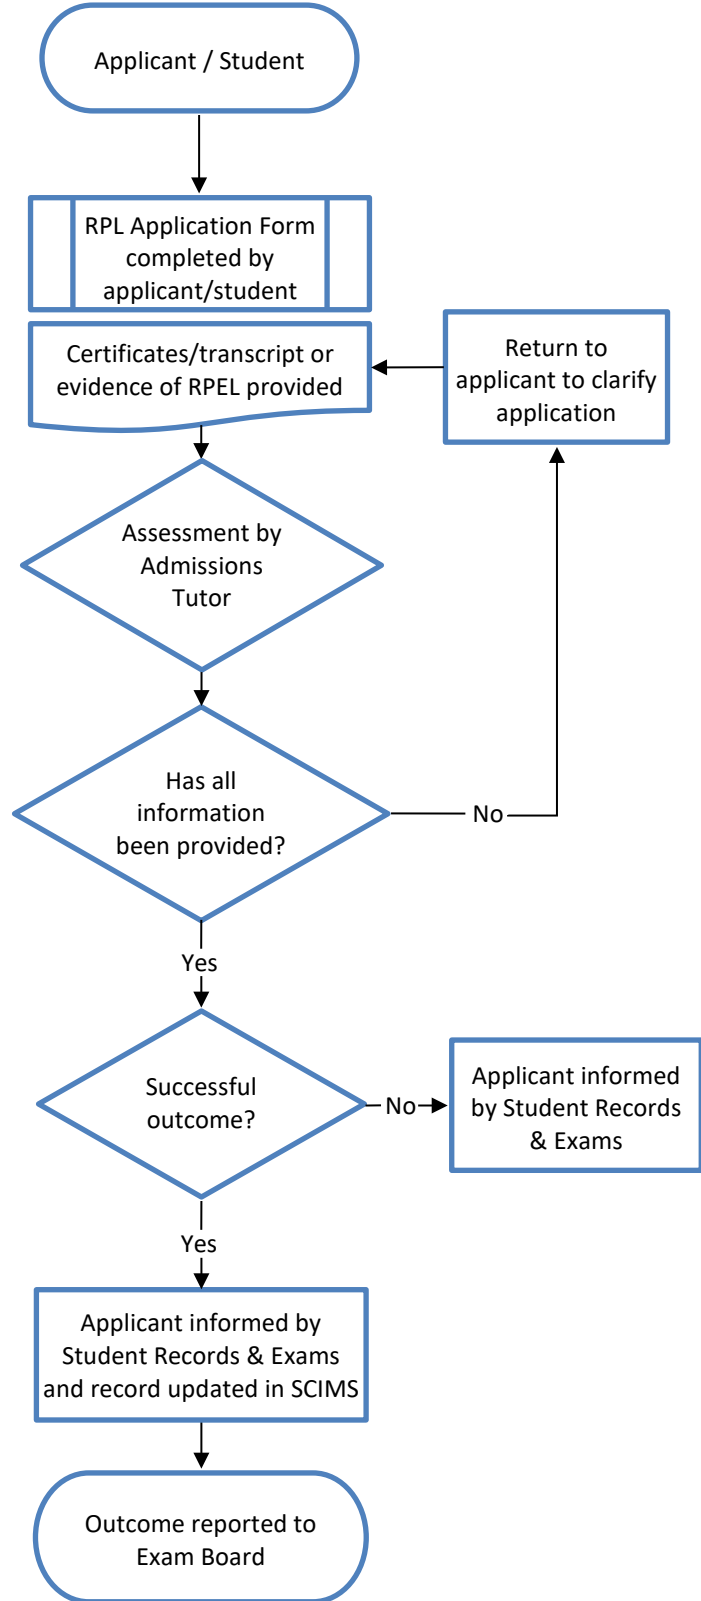 Applicant / Student
RPL Application Form
completed by
applicant/student
Certificates/transcript or
evidence of RPEL provided
Return to
applicant to clarify
application
Assessment by
Admissions
Tutor
Has all
information
been provided?
No
Yes
Successful
outcome?
No
Applicant informed
by Student Records
& Exams
Yes
Applicant informed by
Student Records & Exams
and record updated in SCIMS
Outcome reported to
Exam Board